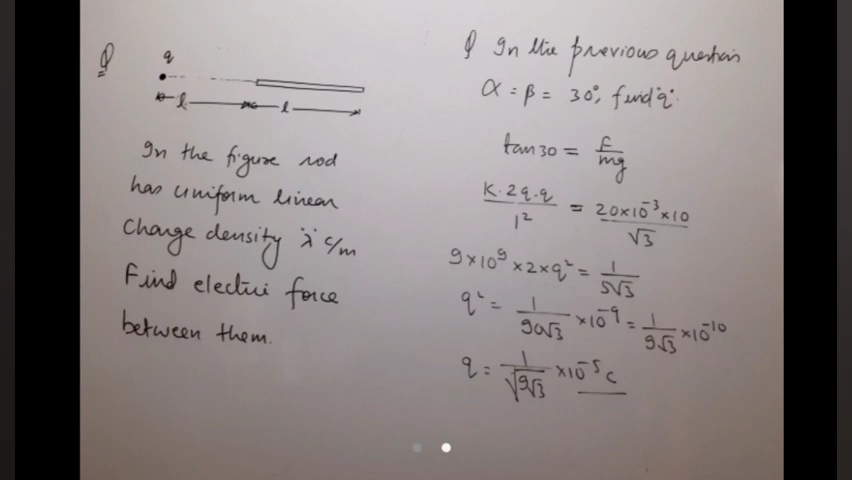 Q
q
l
l
In the figure rod
has uniform linear
charge density 'λ' c/m
Find electric force
between them.
Q In the previous question
α = β = 30°, find 'q'.
tan30 = F/mg
K.2q.q/1² = 20×10⁻³×10/√3
9×10⁹×2×q² = 1/5√3
q² = 1/90√3 ×10⁻⁹ = 1/9√3 ×10⁻¹⁰
q = 1/√9√3 ×10⁻⁵ C